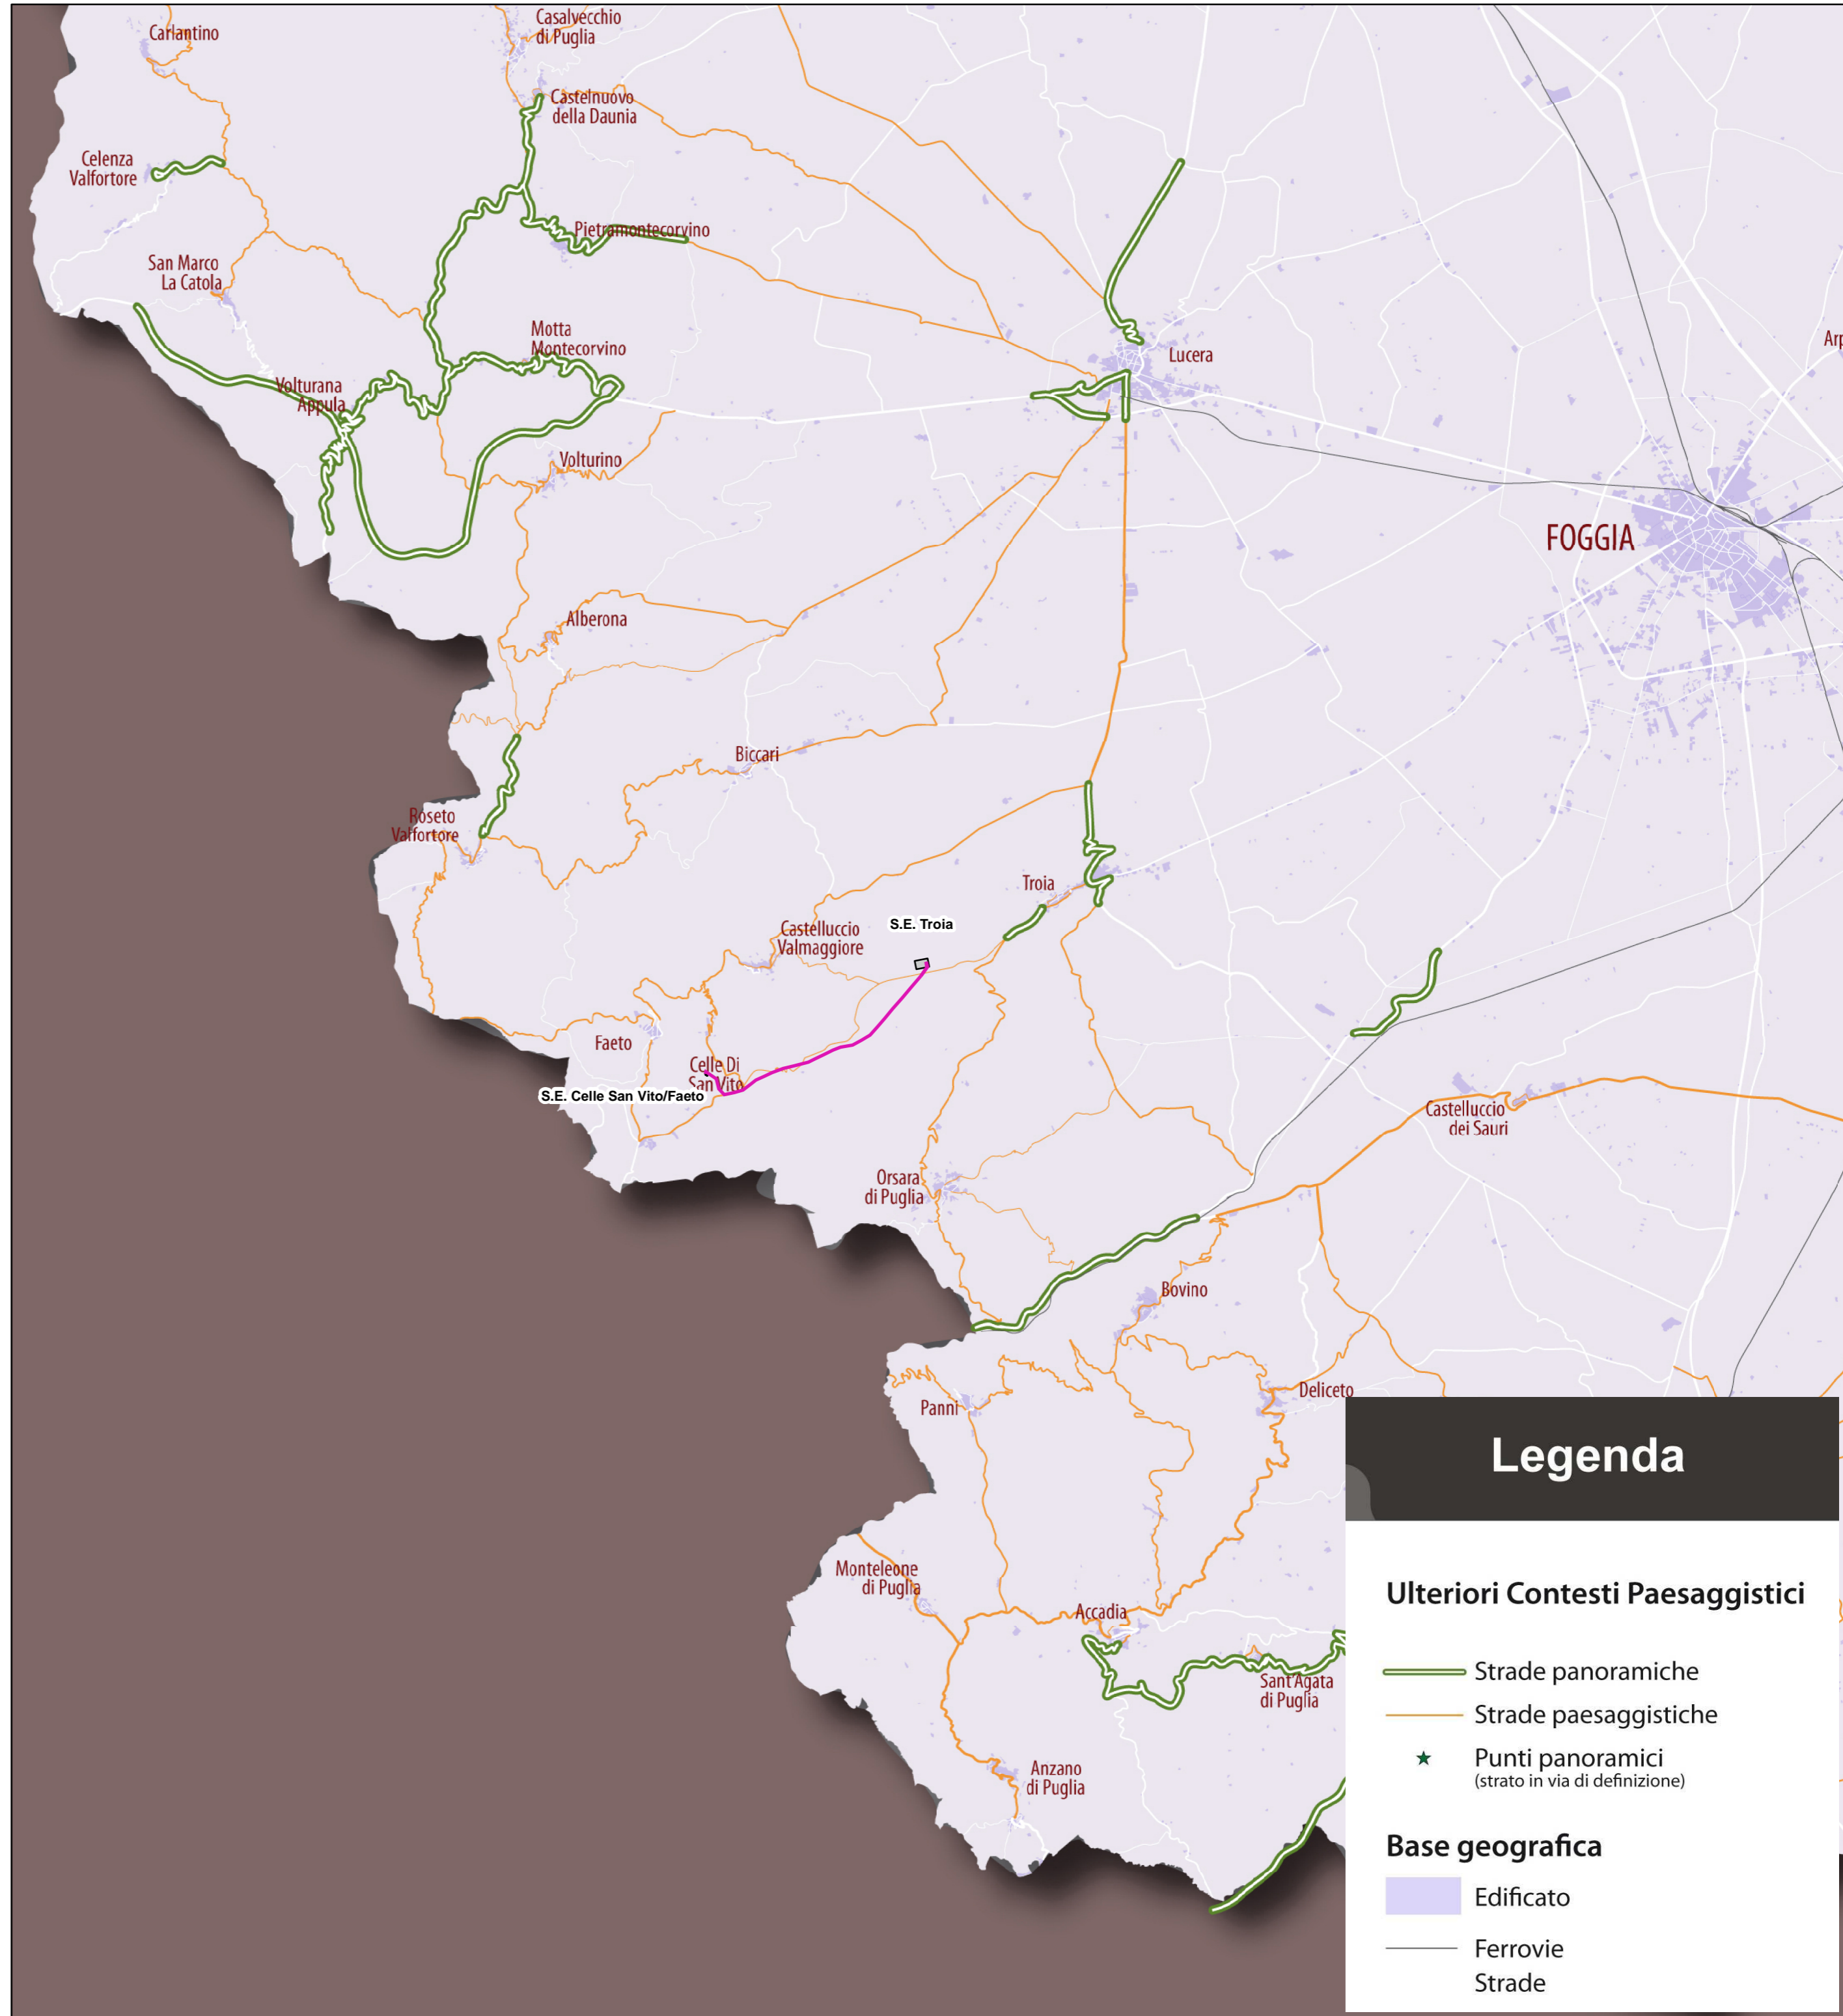 Carlantino
Casalvecchio
di Puglia
Castelnuovo
della Daunia
Celenza
Valfortore
Pietramontecorvino
San Marco
La Catola
Motta
Montecorvino
Lucera
Arp
Volturana
Appula
Volturino
FOGGIA
Alberona
Biccari
Roseto
Valfortore
Troia
S.E. Troia
Castelluccio
Valmaggiore
Faeto
Celle Di
San Vito
S.E. Celle San Vito/Faeto
Castelluccio
dei Sauri
Orsara
di Puglia
Bovino
Deliceto
Panni
Monteleone
di Puglia
Accadia
Sant'Agata
di Puglia
Anzano
di Puglia
Legenda
Ulteriori Contesti Paesaggistici
Strade panoramiche
Strade paesaggistiche
Punti panoramici
(strato in via di definizione)
Base geografica
Edificato
Ferrovie
Strade